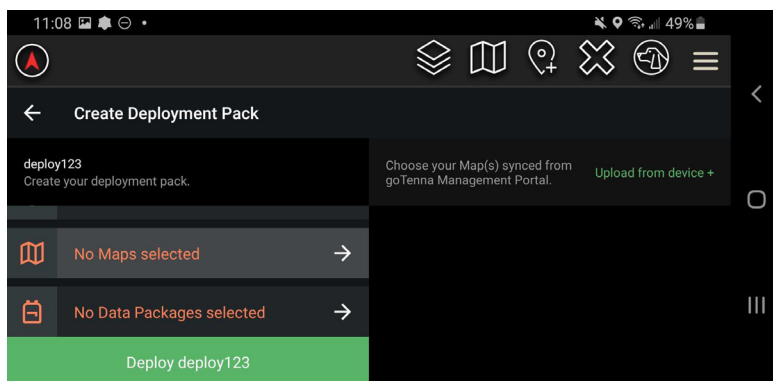 11:08
49%
Create Deployment Pack
deploy123
Create your deployment pack.
Choose your Map(s) synced from
goTenna Management Portal.
Upload from device +
No Maps selected
No Data Packages selected
Deploy deploy123